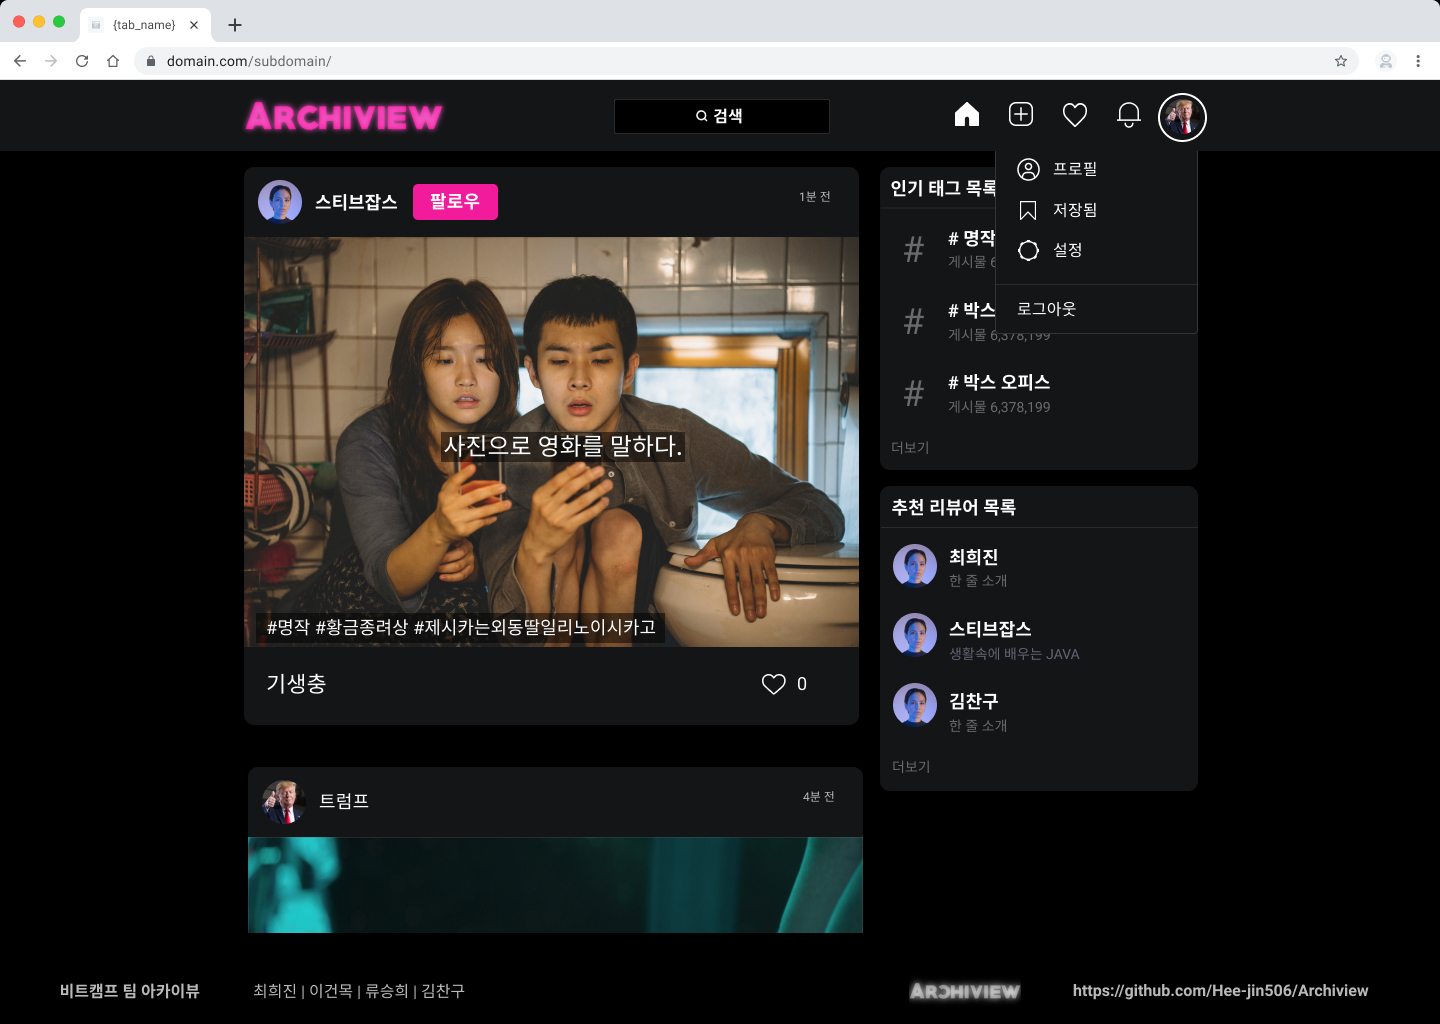 {tab_name}
domain.com/subdomain/
ARCHIVIEW
검색
프로필
저장됨
설정
로그아웃
스티브잡스
팔로우
1분 전
사진으로 영화를 말하다.
#명작 #황금종려상 #제시카는외동딸일리노이시카고
기생충
0
인기 태그 목록
#
# 명작
게시물 6
#
# 박스
게시물 6,378,199
#
# 박스 오피스
게시물 6,378,199
더보기
추천 리뷰어 목록
최희진
한 줄 소개
스티브잡스
생활속에 배우는 JAVA
김찬구
한 줄 소개
더보기
트럼프
4분 전
비트캠프 팀 아카이뷰
최희진 | 이건목 | 류승희 | 김찬구
ARCHIVIEW
https://github.com/Hee-jin506/Archiview